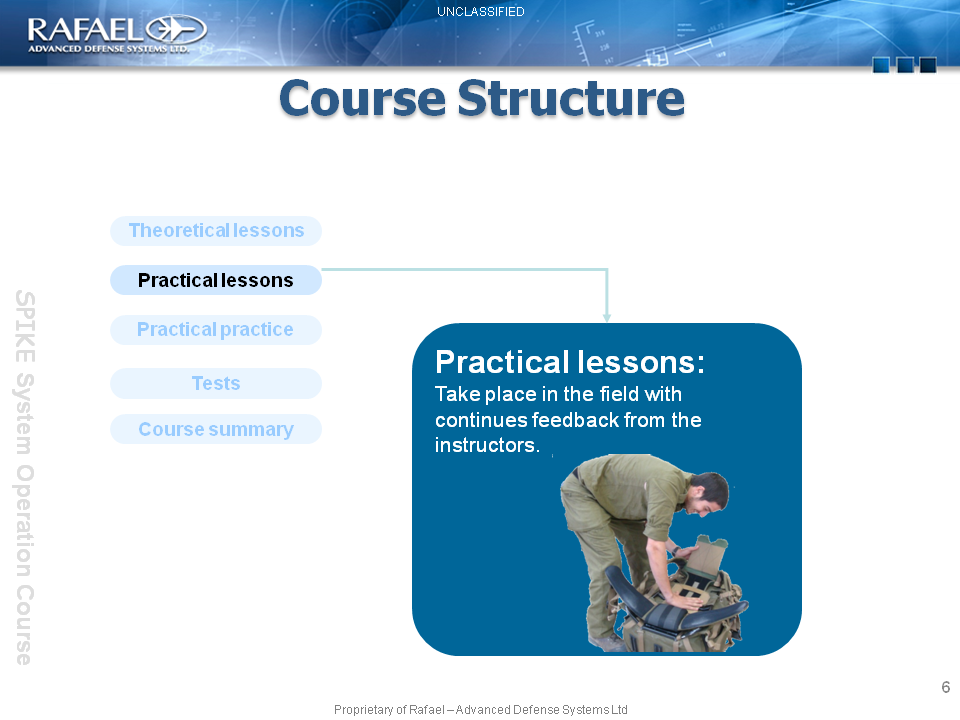 UNCLASSIFIED
RAFAEL
ADVANCED DEFENSE SYSTEMS LTD.
Course Structure
Theoretical lessons
Practical lessons
Practical practice
Tests
Course summary
Practical lessons:
Take place in the field with
continues feedback from the
instructors.
SPIKE System Operation Course
6
Proprietary of Rafael – Advanced Defense Systems Ltd